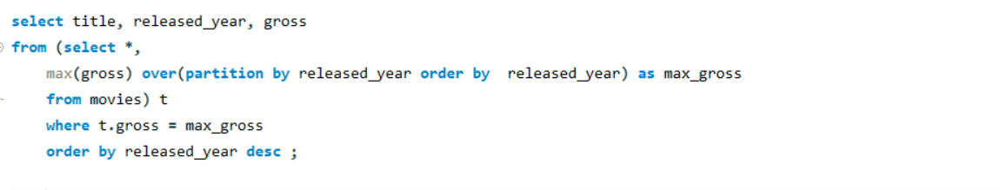 select title, released_year, gross
from (select *,
max(gross) over(partition by released_year order by  released_year) as max_gross
from movies) t
where t.gross = max_gross
order by released_year desc ;